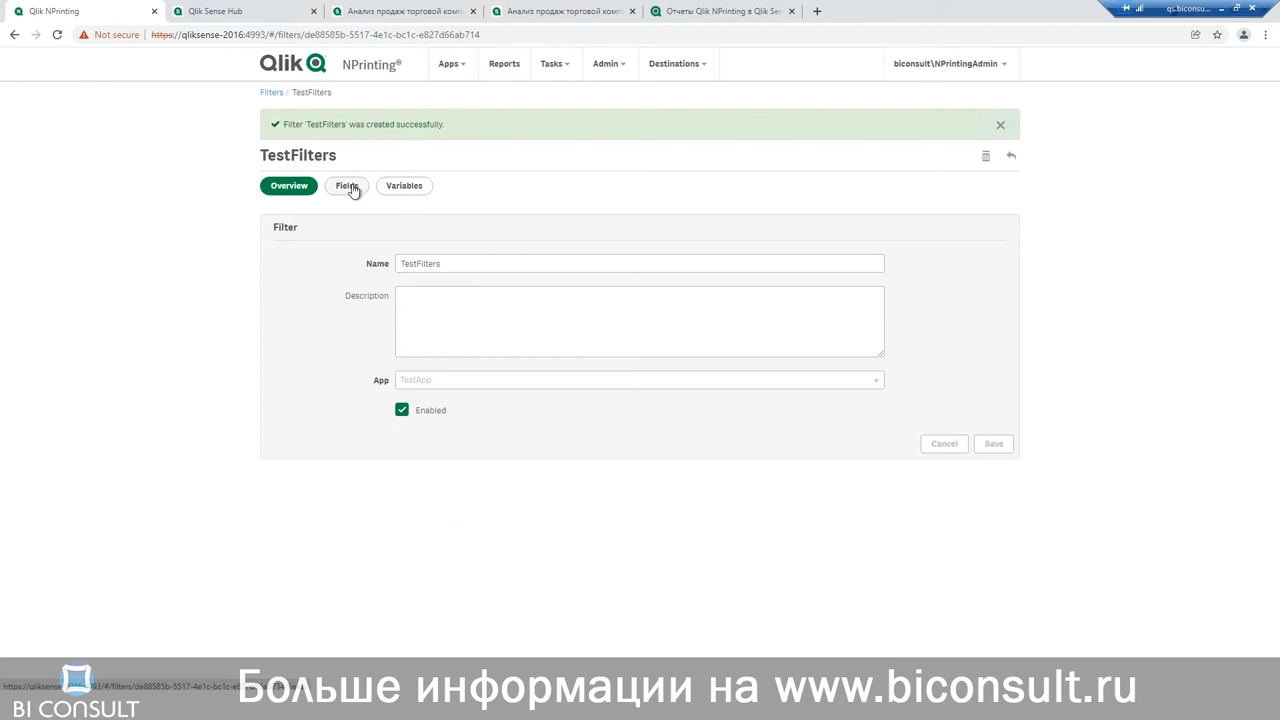 Qlik NPrinting
Qlik Sense Hub
Анализ продаж торговой комп
Анализ продаж торговой комп
Отчеты Qlik NPrinting в Qlik Sen
qs.biconsu...
Not secure
https://qliksense-2016:4993/#/filters/de88585b-5517-4e1c-bc1c-e827d66ab714
Qlik NPrinting®
Apps
Reports
Tasks
Admin
Destinations
biconsult\NPrintingAdmin
Filters / TestFilters
Filter 'TestFilters' was created successfully.
TestFilters
Overview
Fields
Variables
Filter
Name
TestFilters
Description
App
TestApp
Enabled
Cancel
Save
Больше информации на www.biconsult.ru
BI CONSULT